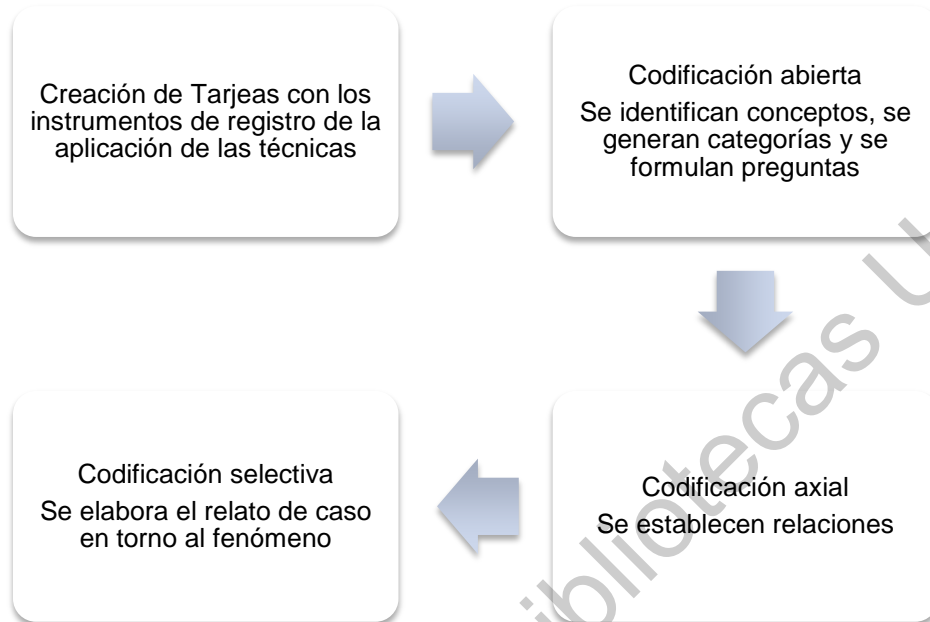 Creación de Tarjeas con los
instrumentos de registro de la
aplicación de las técnicas
Codificación abierta
Se identifican conceptos, se
generan categorías y se
formulan preguntas
Codificación axial
Se establecen relaciones
Codificación selectiva
Se elabora el relato de caso
en torno al fenómeno